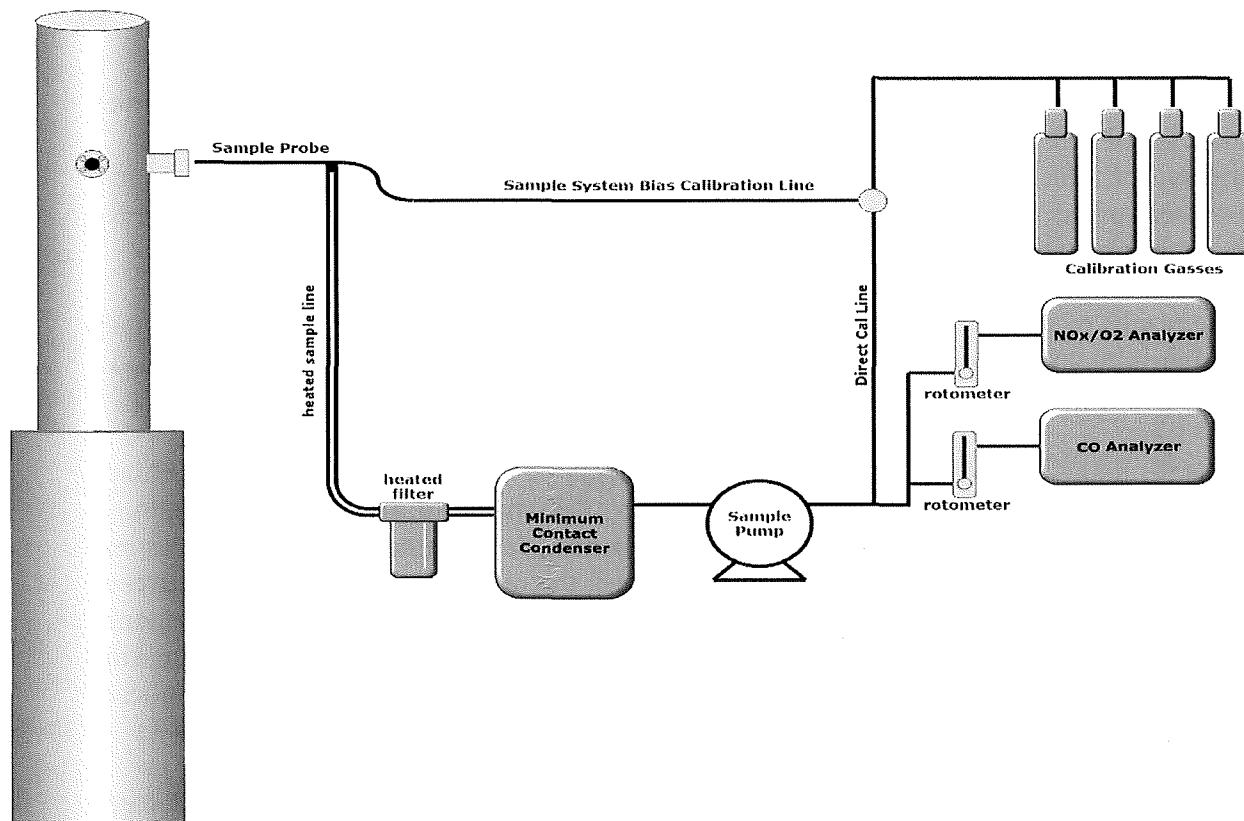 Sample Probe
Sample System Bias Calibration Line
Calibration Gasses
heated sample line
Direct Cal Line
NOx/O2 Analyzer
rotometer
CO Analyzer
rotometer
heated
filter
Minimum
Contact
Condenser
Sample
Pump